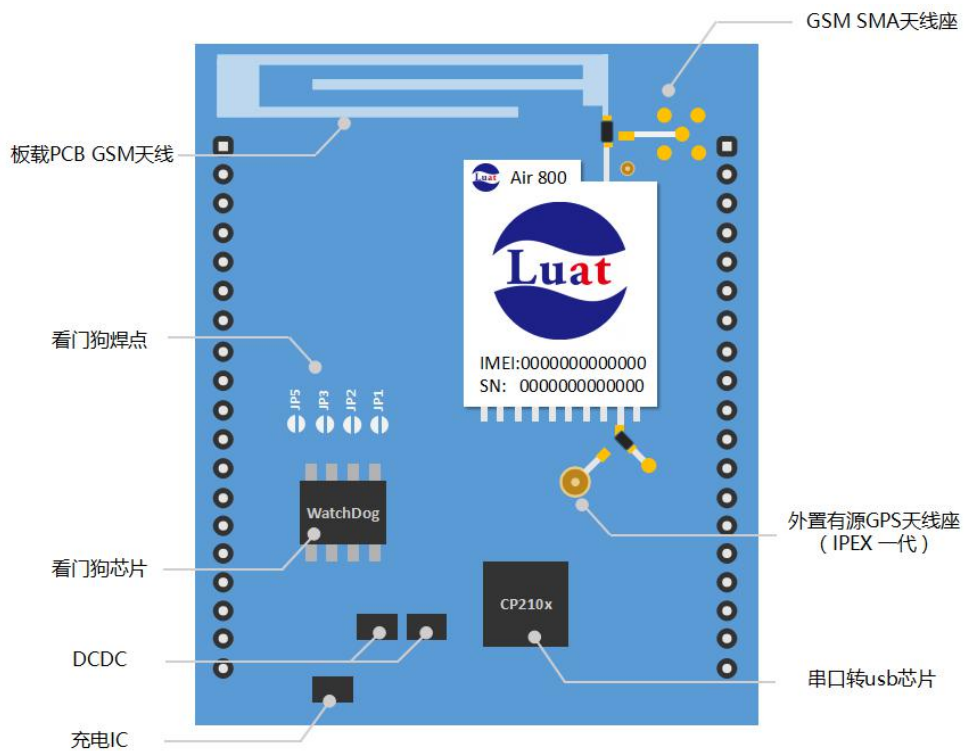 GSM SMA天线座
板载PCB GSM天线
Luat Air 800
Luat
IMEI:0000000000000
SN: 0000000000000
看门狗焊点
JP5 JP3 JP2 JP1
WatchDog
外置有源GPS天线座
（IPEX 一代）
看门狗芯片
CP210x
DCDC
串口转usb芯片
充电IC